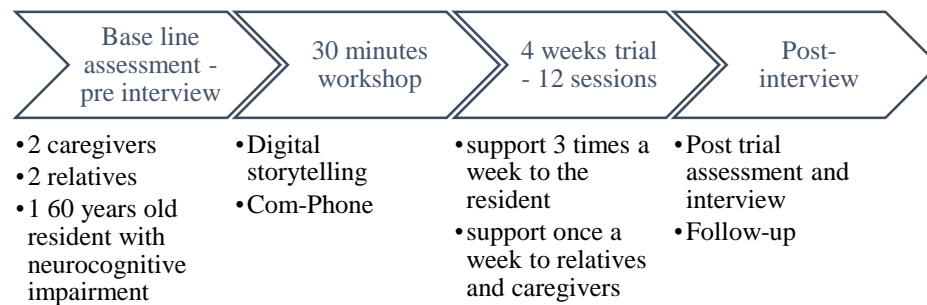 Base line
assessment -
pre interview
30 minutes
workshop
4 weeks trial
- 12 sessions
Post-
interview
•2 caregivers
•2 relatives
•1 60 years old
resident with
neurocognitive
impairment
•Digital
storytelling
•Com-Phone
•support 3 times a
week to the
resident
•support once a
week to relatives
and caregivers
•Post trial
assessment and
interview
•Follow-up